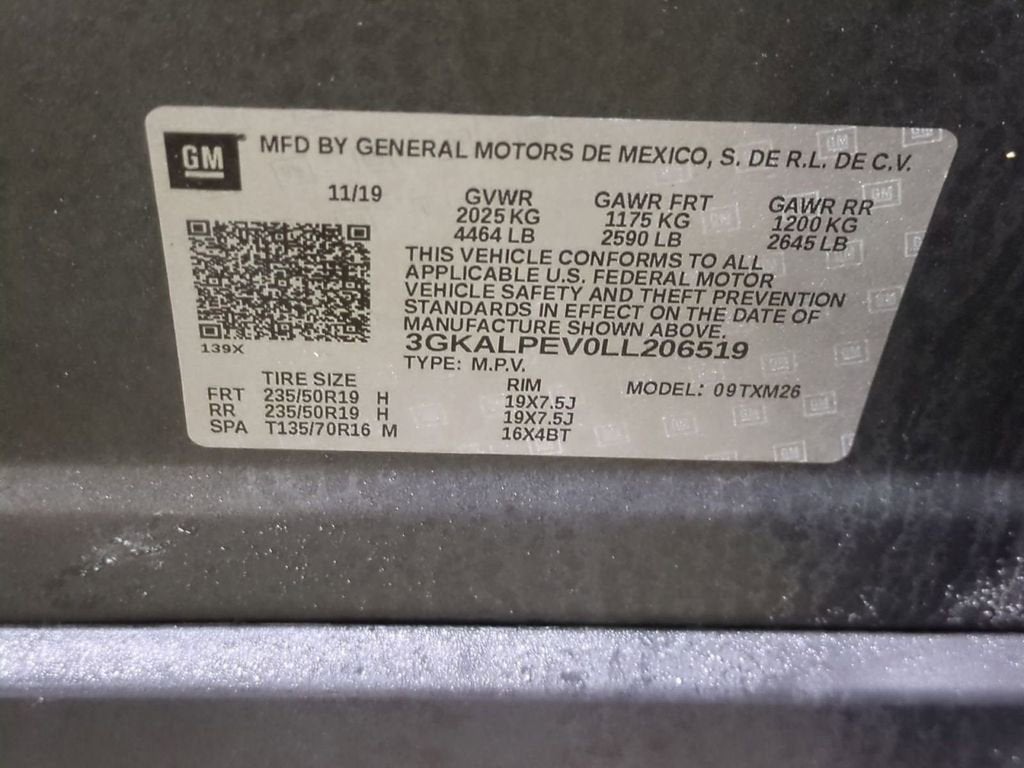 GM MFD BY GENERAL MOTORS DE MEXICO, S. DE R.L. DE C.V.
11/19 GVWR GAWR FRT GAWR RR
2025 KG 1175 KG 1200 KG
4464 LB 2590 LB 2645 LB
THIS VEHICLE CONFORMS TO ALL
APPLICABLE U.S. FEDERAL MOTOR
VEHICLE SAFETY AND THEFT PREVENTION
STANDARDS IN EFFECT ON THE DATE OF
MANUFACTURE SHOWN ABOVE.
139X
3GKALPEV0LL206519
TYPE: M.P.V.
TIRE SIZE RIM MODEL: 09TXM26
FRT 235/50R19 H 19X7.5J
RR 235/50R19 H 19X7.5J
SPA T135/70R16 M 16X4BT